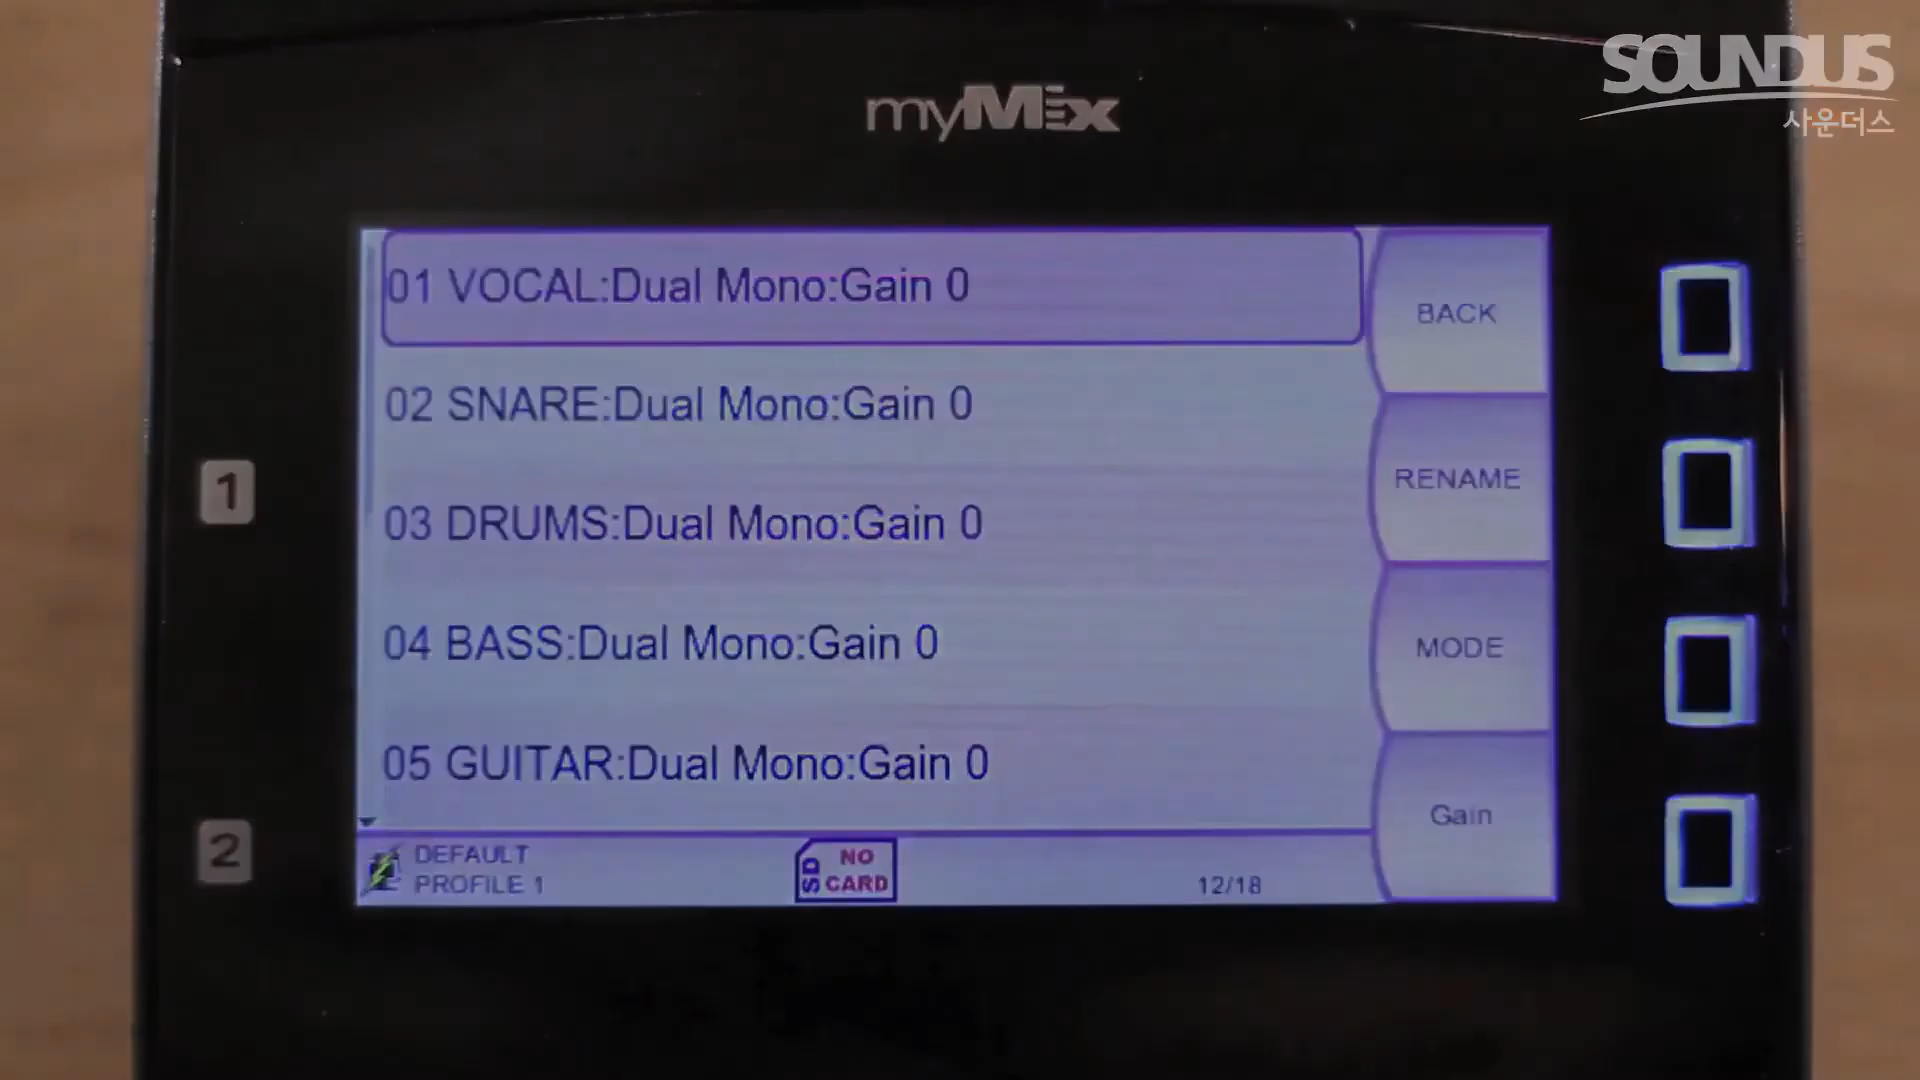 SOUNDUS
사운더스
myMix
01 VOCAL:Dual Mono:Gain 0
02 SNARE:Dual Mono:Gain 0
03 DRUMS:Dual Mono:Gain 0
04 BASS:Dual Mono:Gain 0
05 GUITAR:Dual Mono:Gain 0
BACK
RENAME
MODE
Gain
1
2
DEFAULT
PROFILE 1
SD
NO
CARD
12/18